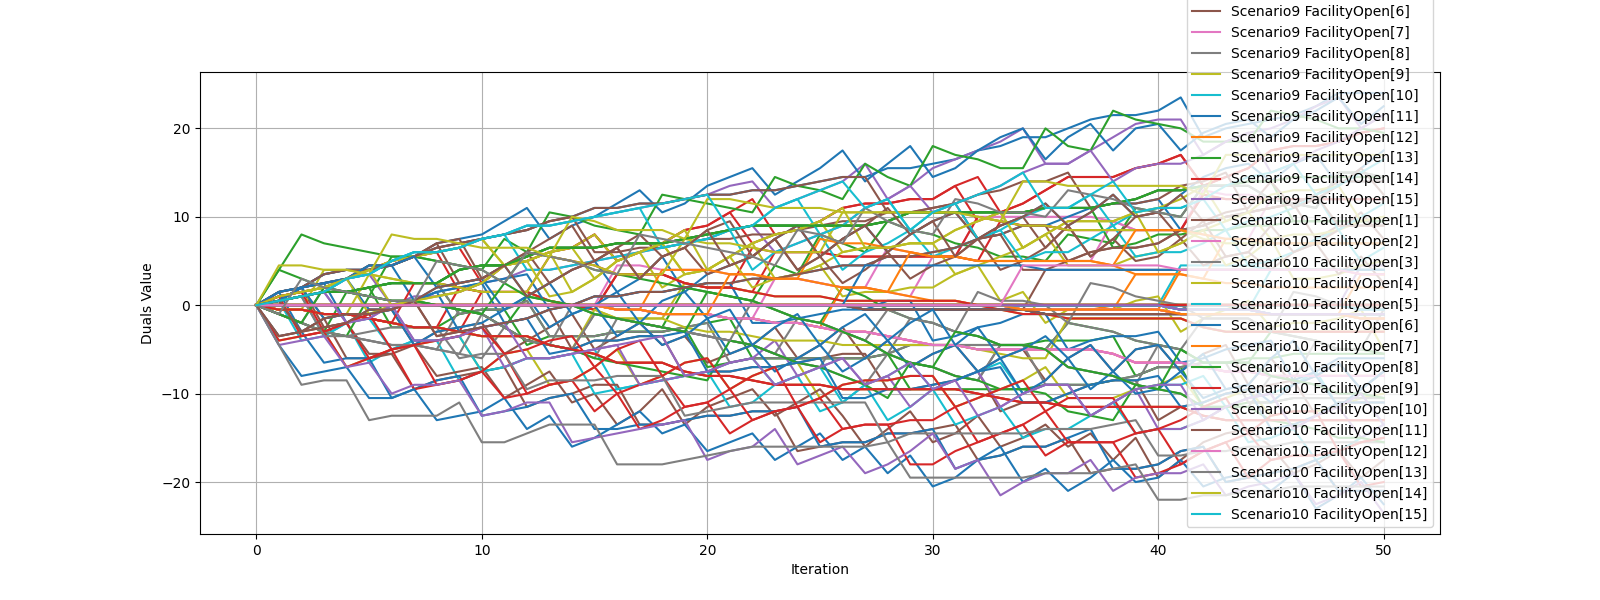 Scenario9 FacilityOpen[6]
Scenario9 FacilityOpen[7]
Scenario9 FacilityOpen[8]
Scenario9 FacilityOpen[9]
Scenario9 FacilityOpen[10]
Scenario9 FacilityOpen[11]
Scenario9 FacilityOpen[12]
Scenario9 FacilityOpen[13]
Scenario9 FacilityOpen[14]
Scenario9 FacilityOpen[15]
Scenario10 FacilityOpen[1]
Scenario10 FacilityOpen[2]
Scenario10 FacilityOpen[3]
Scenario10 FacilityOpen[4]
Scenario10 FacilityOpen[5]
Scenario10 FacilityOpen[6]
Scenario10 FacilityOpen[7]
Scenario10 FacilityOpen[8]
Scenario10 FacilityOpen[9]
Scenario10 FacilityOpen[10]
Scenario10 FacilityOpen[11]
Scenario10 FacilityOpen[12]
Scenario10 FacilityOpen[13]
Scenario10 FacilityOpen[14]
Scenario10 FacilityOpen[15]
Duals Value
20
10
0
−10
−20
0
10
20
30
40
50
Iteration